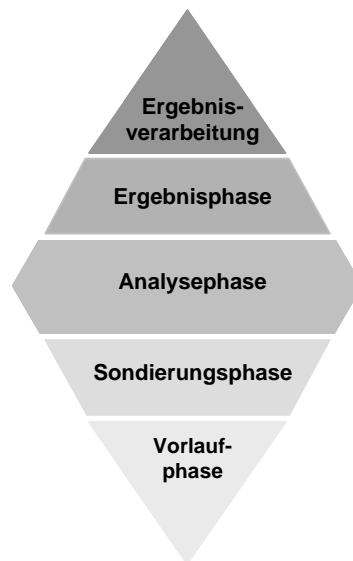 Ergebnis-
verarbeitung
Ergebnisphase
Analysephase
Sondierungsphase
Vorlauf-
phase